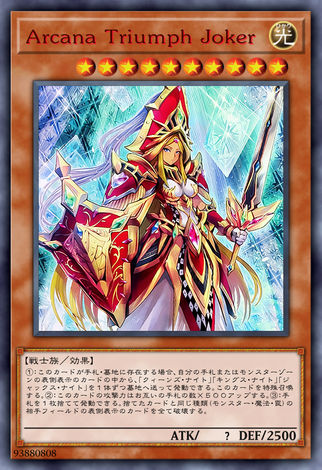 Arcana Triumph Joker
光
【戦士族／効果】
①：このカードが手札・墓地に存在する場合、自分の手札またはモンスターゾー
ンの表側表示のカードの中から、「クィーンズ・ナイト」「キングス・ナイト」「ジ
ャックス・ナイト」を１体ずつ墓地へ送って発動できる。このカードを特殊召喚
する。②：このカードの攻撃力はお互いの手札の数×５００アップする。③：手
札を１枚捨てて発動できる。捨てたカードと同じ種類（モンスター・魔法・罠）の
相手フィールドの表側表示のカードを全て破壊する。
ATK/ ? DEF/2500
93880808